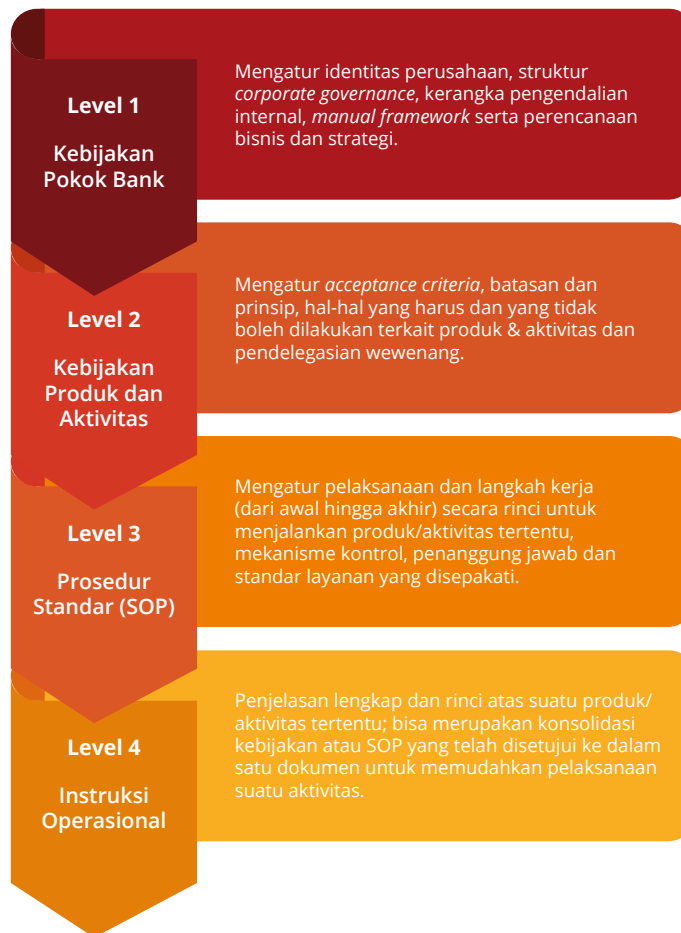 Level 1
Kebijakan
Pokok Bank
Mengatur identitas perusahaan, struktur
corporate governance, kerangka pengendalian
internal, manual framework serta perencanaan
bisnis dan strategi.
Level 2
Kebijakan
Produk dan
Aktivitas
Mengatur acceptance criteria, batasan dan
prinsip, hal-hal yang harus dan yang tidak
boleh dilakukan terkait produk & aktivitas dan
pendelegasian wewenang.
Level 3
Prosedur
Standar (SOP)
Mengatur pelaksanaan dan langkah kerja
(dari awal hingga akhir) secara rinci untuk
menjalankan produk/aktivitas tertentu,
mekanisme kontrol, penanggung jawab dan
standar layanan yang disepakati.
Level 4
Instruksi
Operasional
Penjelasan lengkap dan rinci atas suatu produk/
aktivitas tertentu; bisa merupakan konsolidasi
kebijakan atau SOP yang telah disetujui ke dalam
satu dokumen untuk memudahkan pelaksanaan
suatu aktivitas.